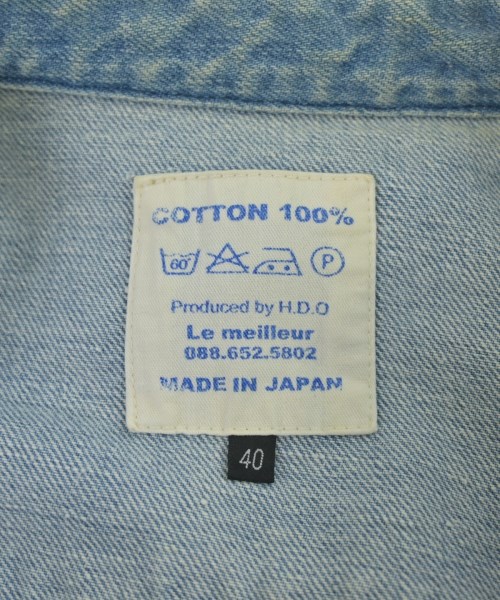 COTTON 100%
60° P
Produced by H.D.O
Le meilleur
088.652.5802
MADE IN JAPAN
40